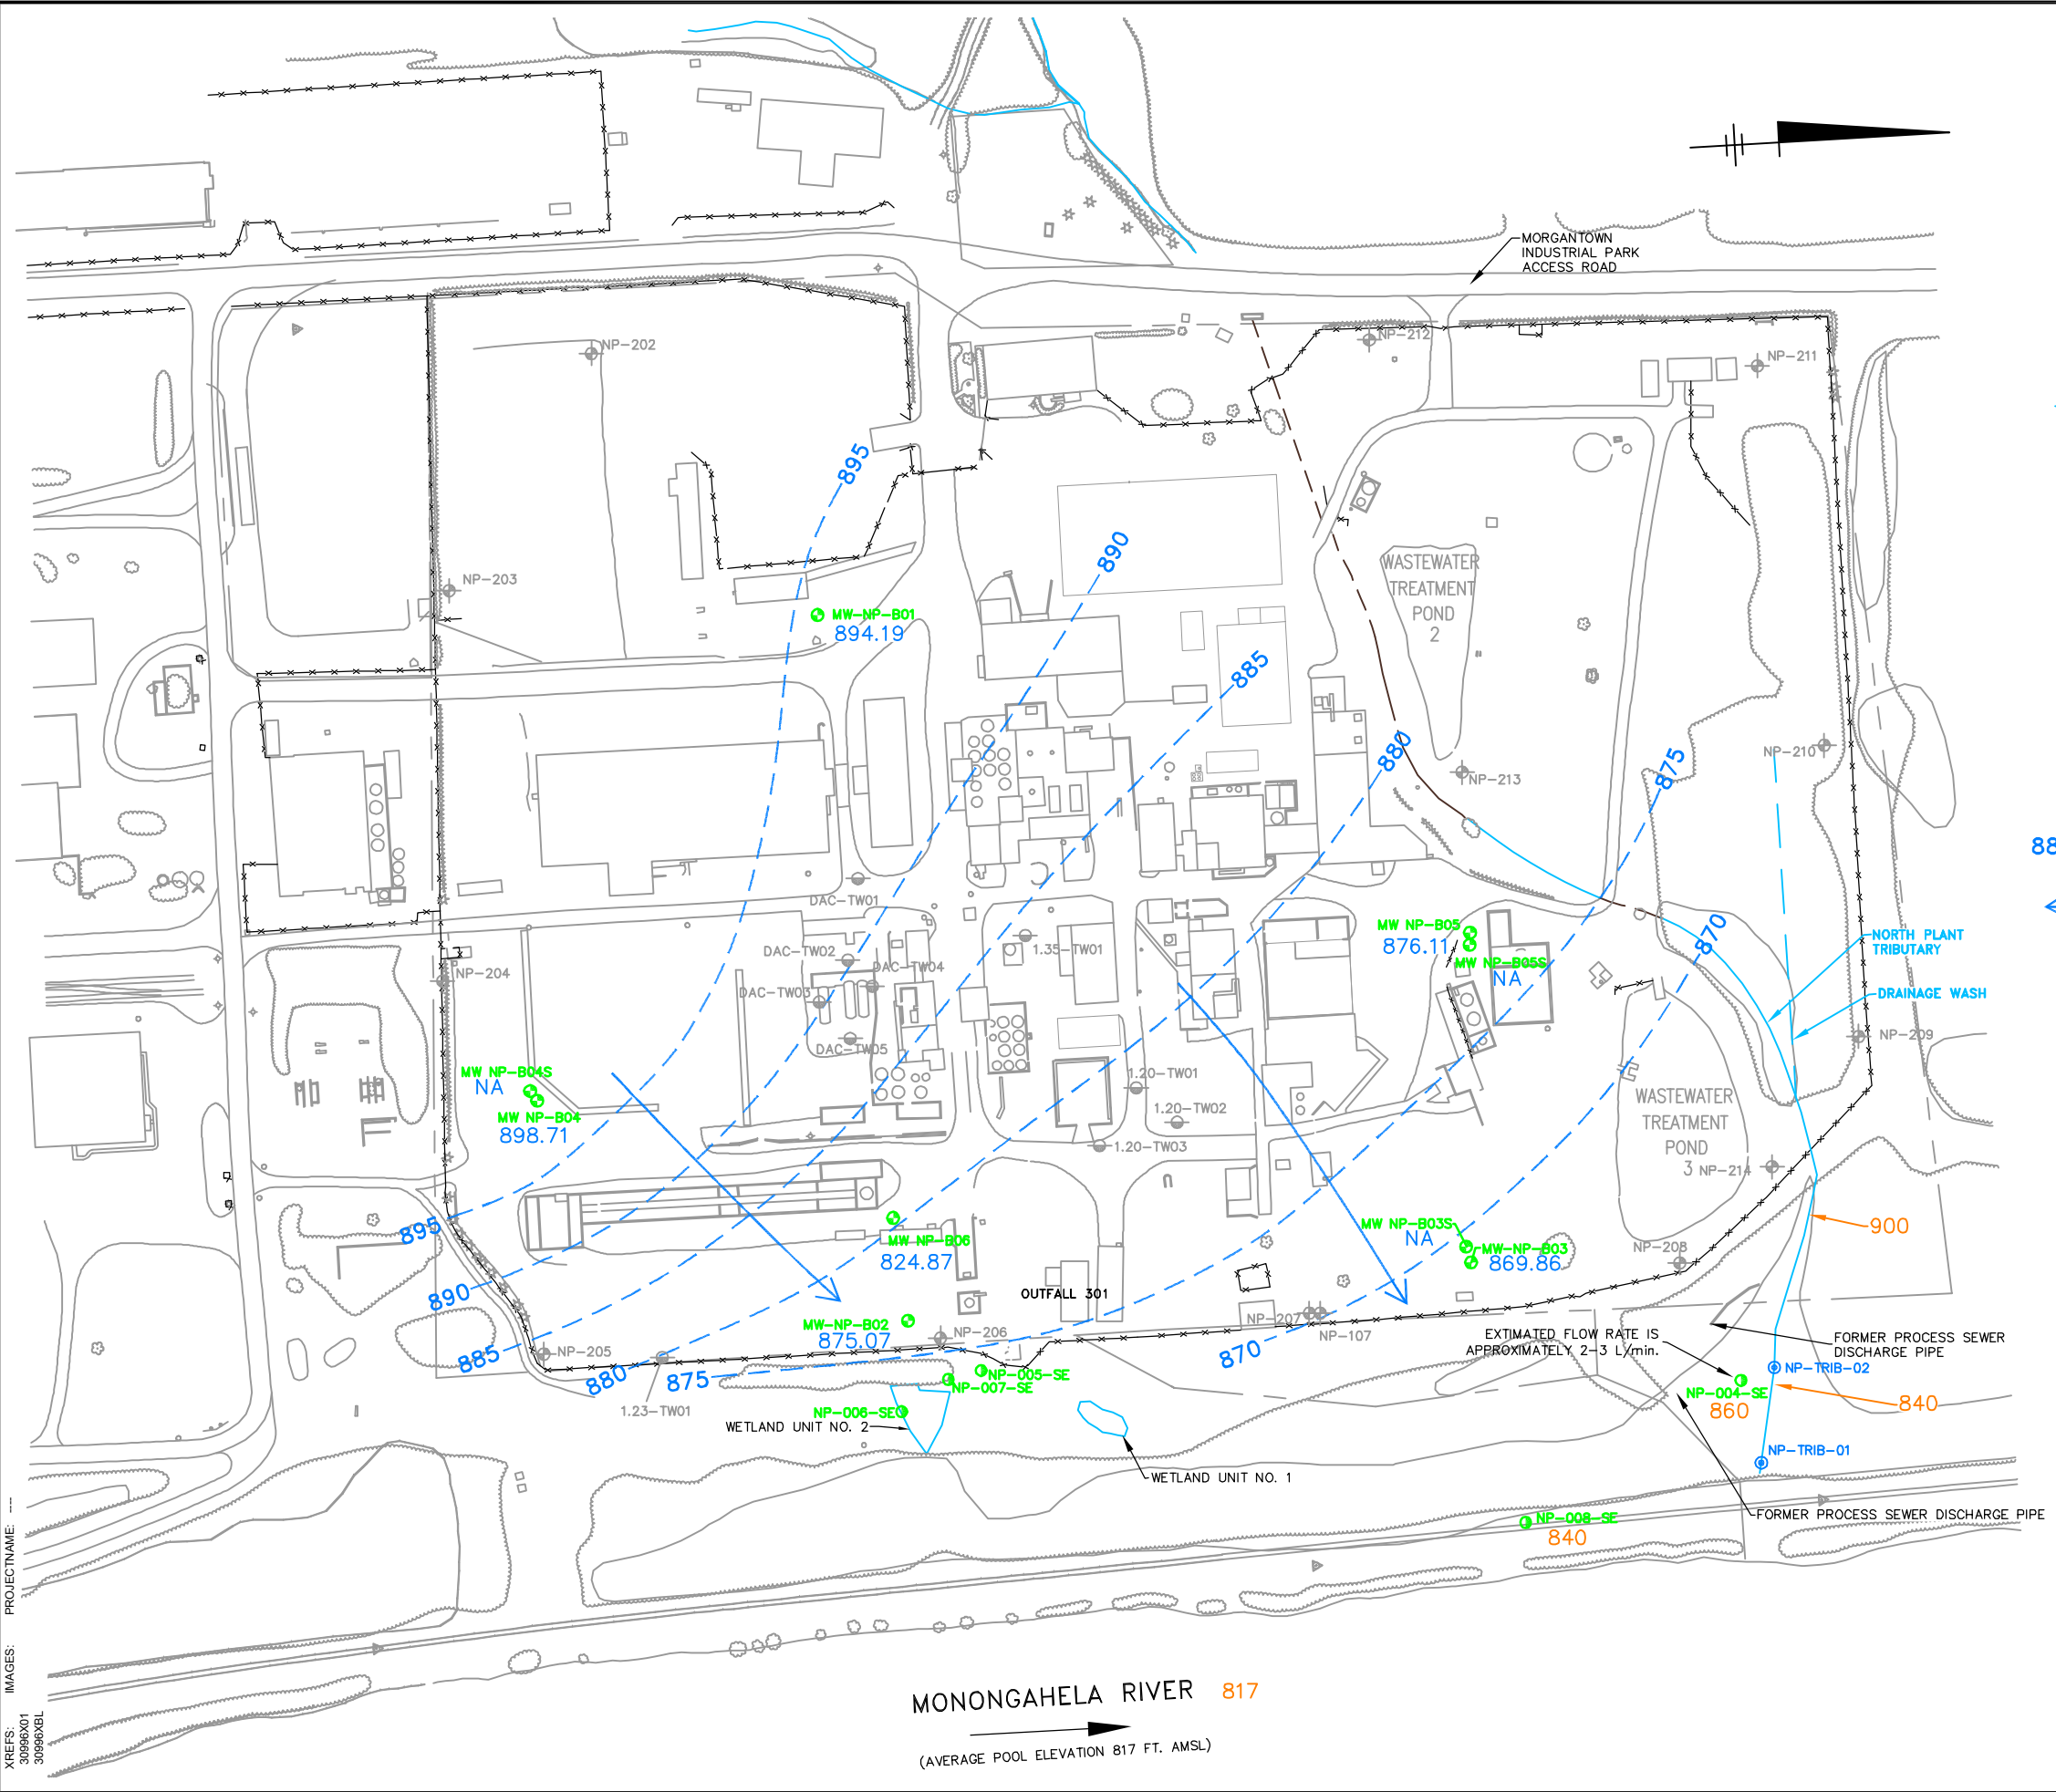 MORGANTOWN
INDUSTRIAL PARK
ACCESS ROAD
NP-202
NP-212
NP-211
895
890
NP-203
WASTEWATER
TREATMENT
POND
2
MW-NP-B01
894.19
885
880
875
NP-210
NP-213
88
DAC-TW01
DAC-TW02
DAC-TW04
DAC-TW03
DAC-TW05
1.35-TW01
MW NP-B05
876.11
MW NP-B05S
NA
870
NORTH PLANT
TRIBUTARY
DRAINAGE WASH
NP-204
NP-209
MW NP-B04S
NA
MW NP-B04
898.71
1.20-TW01
1.20-TW02
1.20-TW03
WASTEWATER
TREATMENT
POND
3
NP-214
895
890
885
880
875
MW NP-B06
824.87
MW NP-B03S
NA
MW-NP-B03
869.86
NP-208
900
OUTFALL 301
MW-NP-B02
875.07
NP-206
NP-207
NP-107
870
NP-205
1.23-TW01
EXTIMATED FLOW RATE IS
APPROXIMATELY 2-3 L/min.
FORMER PROCESS SEWER
DISCHARGE PIPE
NP-TRIB-02
NP-005-SE
NP-007-SE
NP-006-SE
WETLAND UNIT NO. 2
NP-004-SE
860
840
NP-TRIB-01
WETLAND UNIT NO. 1
FORMER PROCESS SEWER DISCHARGE PIPE
NP-008-SE
840
MONONGAHELA RIVER 817
(AVERAGE POOL ELEVATION 817 FT. AMSL)
XREFS: IMAGES: PROJECTNAME: ----
30996X01
30996XBL